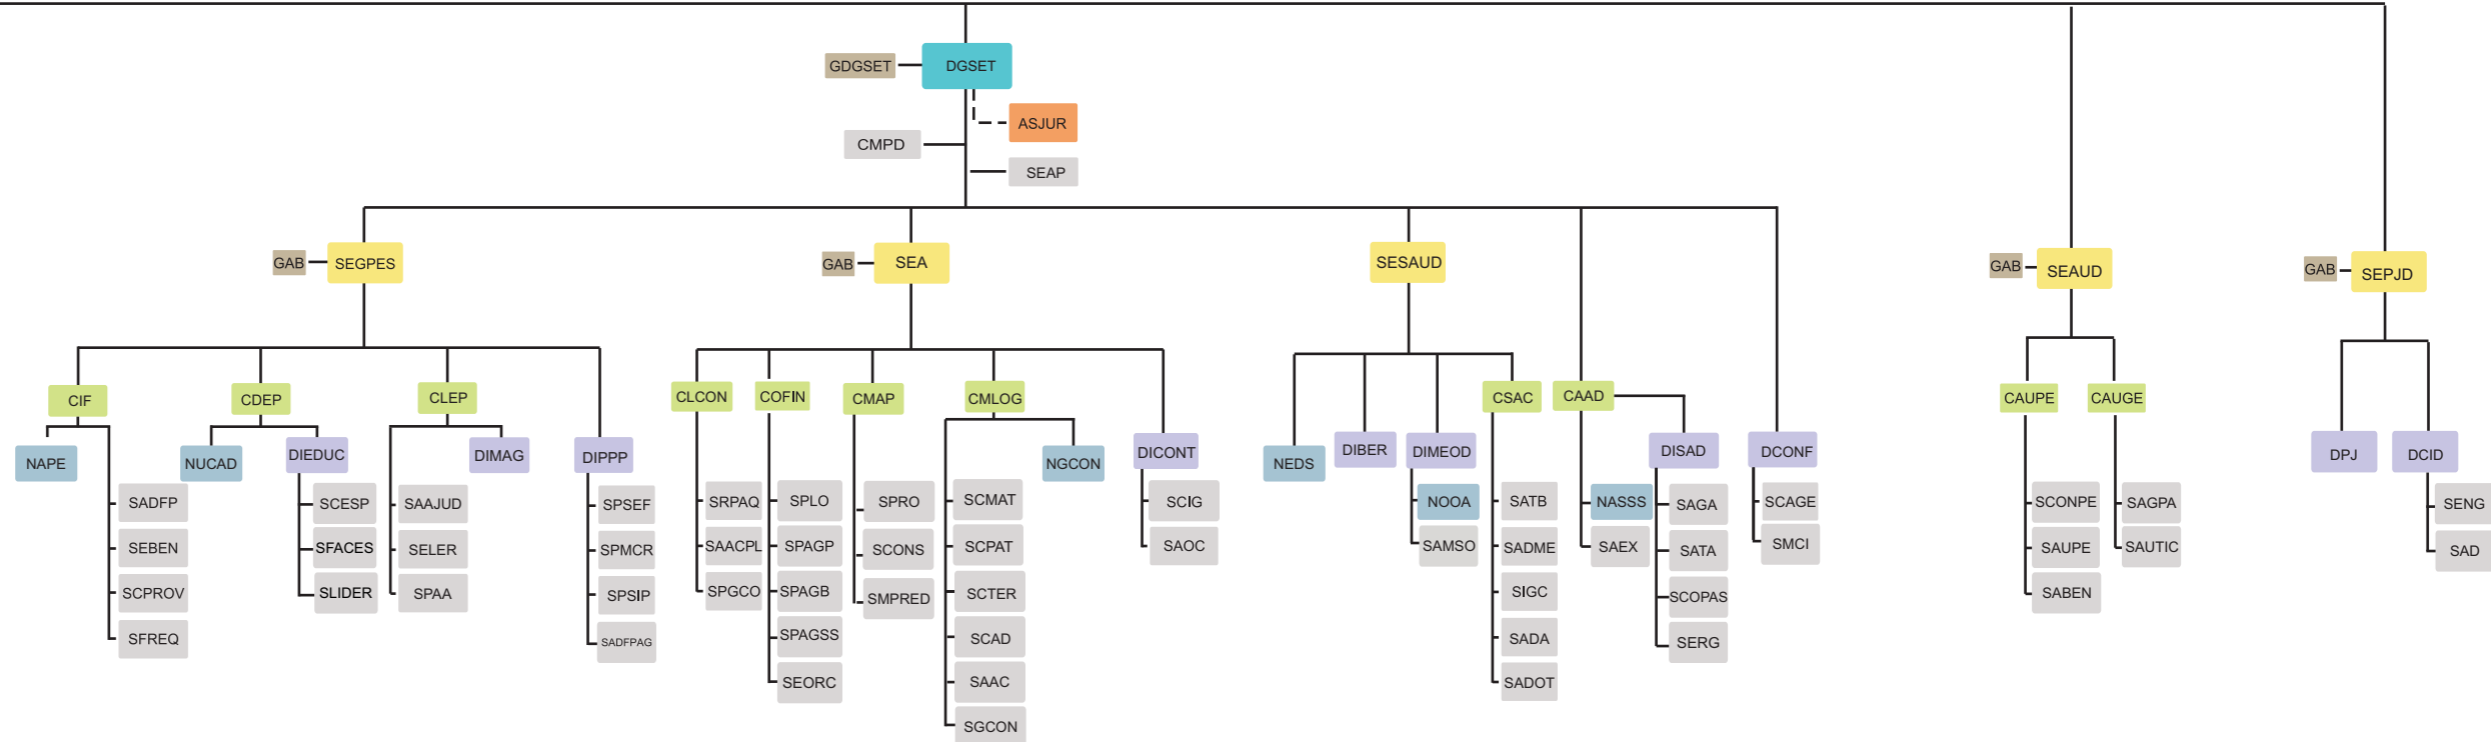 GDGSET
DGSET
ASJUR
CMPD
SEAP
GAB
SEGPES
GAB
SEA
SESAUD
GAB
SEAUD
GAB
SEPJD
CIF
CDEP
CLEP
CLCON
COFIN
CMAP
CMLOG
CSAC
CAAD
CAUPE
CAUGE
NAPE
NUCAD
DIEDUC
DIMAG
DIPPP
NGCON
DICONT
NEDS
DIBER
DIMEOD
DISAD
DCONF
DPJ
DCID
SADFP
SEBEN
SCPROV
SFREQ
SCESP
SFACES
SLIDER
SAAJUD
SELER
SPAA
SPSEF
SPMCR
SPSIP
SADFPAG
SRPAQ
SAACPL
SPGCO
SPLO
SPAGP
SPAGB
SPAGSS
SEORC
SPRO
SCONS
SMPRED
SCMAT
SCPAT
SCTER
SCAD
SAAC
SGCON
SCIG
SAOC
NOOA
SAMSO
SATB
SADME
SIGC
SADA
SADOT
NASSS
SAEX
SAGA
SATA
SCOPAS
SERG
SCAGE
SMCI
SCONPE
SAUPE
SABEN
SAGPA
SAUTIC
SENG
SAD